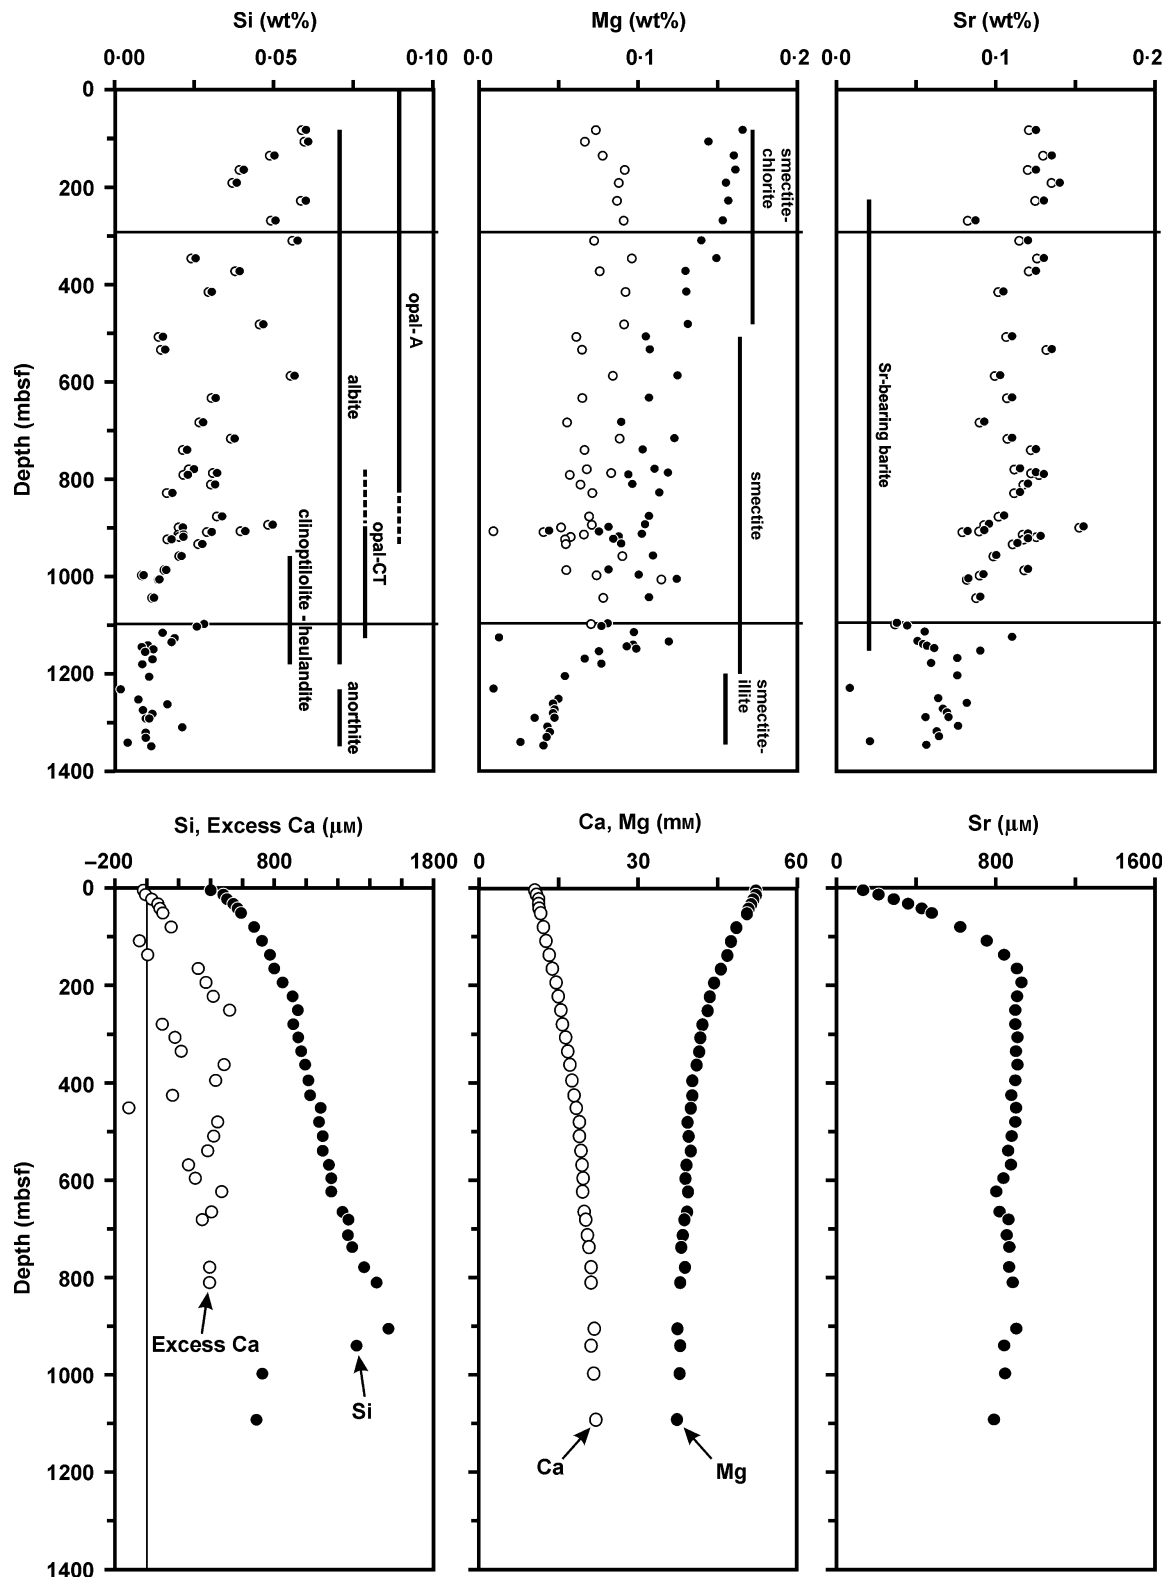 Si (wt%) Mg (wt%) Sr (wt%)
0·00 0·05 0·10 0·0 0·1 0·2 0·0 0·1 0·2
0
200
400
600
800
1000
1200
1400
Depth (mbsf)
opal-A
albite
opal-CT
clinoptilolite - heulandite
anorthite
smectite-
chlorite
smectite
smectite-
illite
Sr-bearing barite
Si, Excess Ca (μM) Ca, Mg (mM) Sr (μM)
−200 800 1800 0 30 60 0 800 1600
0
200
400
600
800
1000
1200
1400
Depth (mbsf)
Excess Ca
Si
Ca
Mg